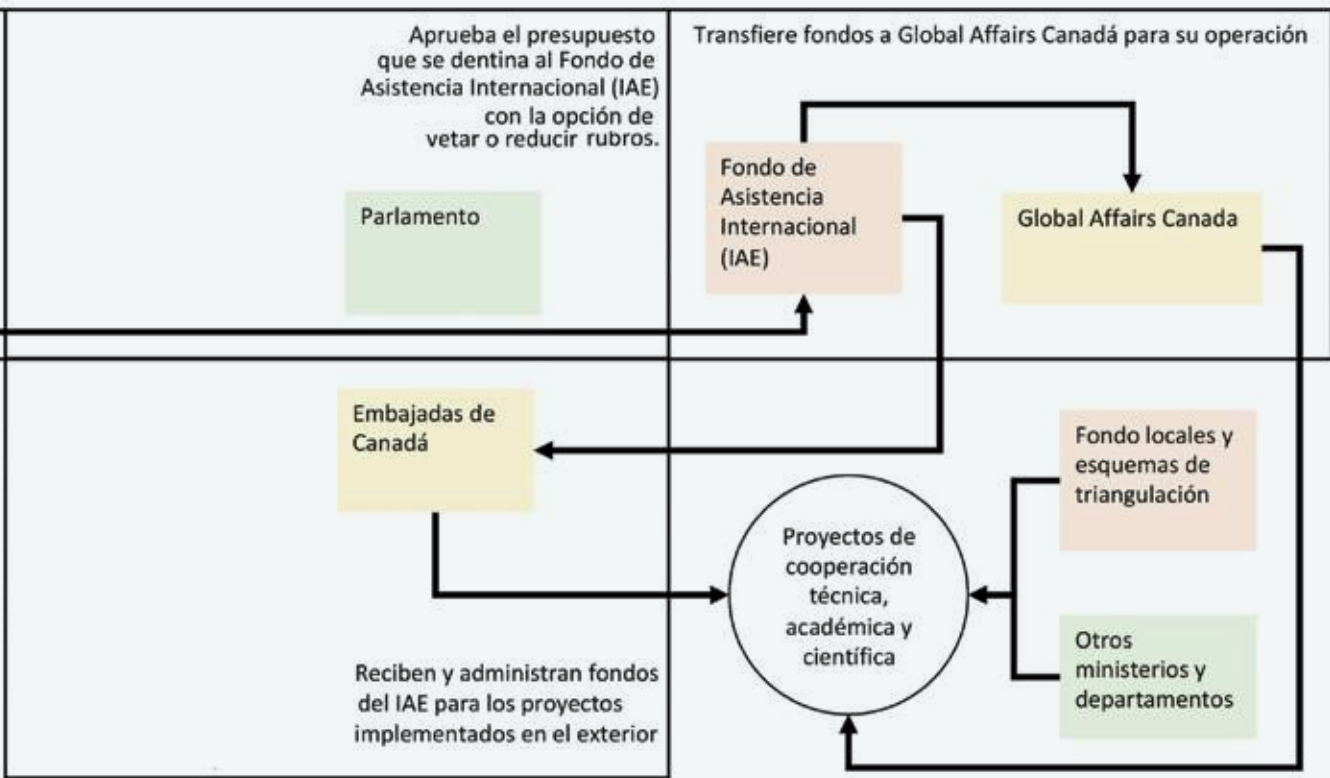 Aprueba el presupuesto
que se dentina al Fondo de
Asistencia Internacional (IAE)
con la opción de
vetar o reducir rubros.
Parlamento
Transfiere fondos a Global Affairs Canadá para su operación
Fondo de
Asistencia
Internacional
(IAE)
Global Affairs Canada
Embajadas de
Canadá
Reciben y administran fondos
del IAE para los proyectos
implementados en el exterior
Proyectos de
cooperación
técnica,
académica y
científica
Fondo locales y
esquemas de
triangulación
Otros
ministerios y
departamentos